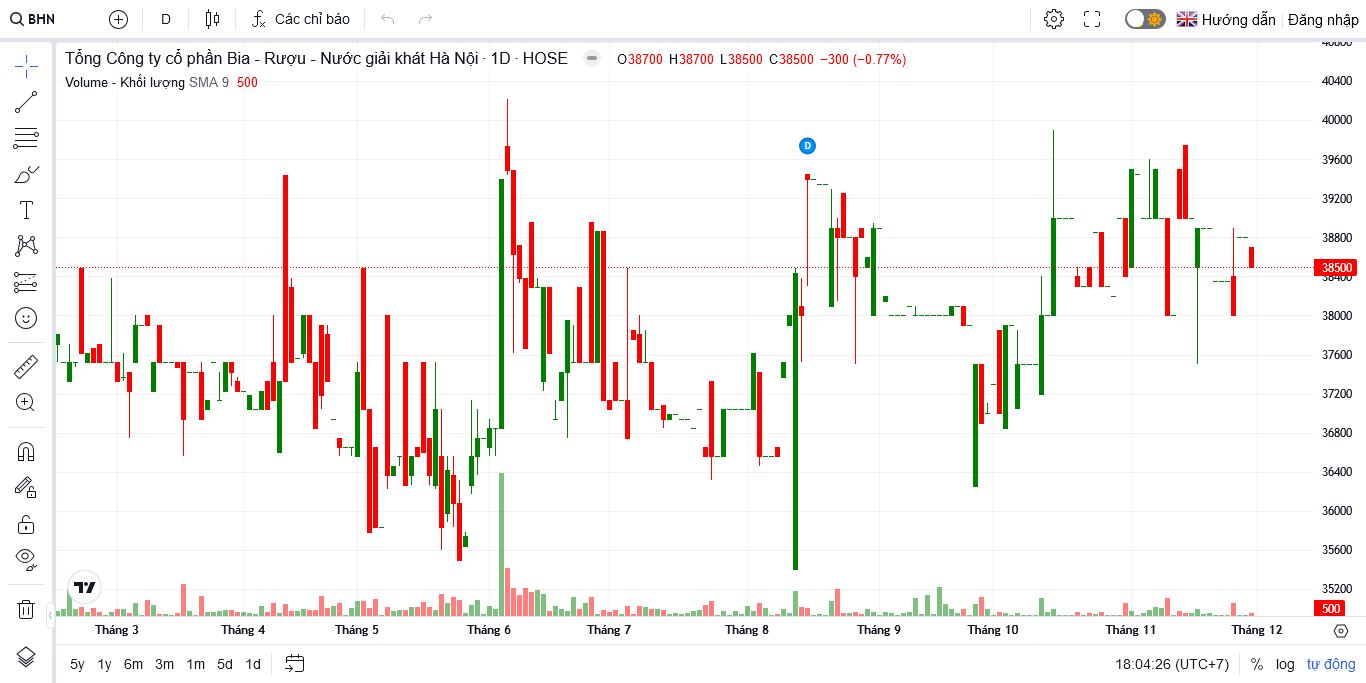 BHN D Các chỉ báo Hướng dẫn Đăng nhập
Tổng Công ty cổ phần Bia - Rượu - Nước giải khát Hà Nội · 1D · HOSE O38700 H38700 L38500 C38500 −300 (−0.77%)
Volume - Khối lượng SMA 9 500
D
40800
40400
40000
39600
39200
38800
38500
38400
38000
37600
37200
36800
36400
36000
35600
35200
500
Tháng 3 Tháng 4 Tháng 5 Tháng 6 Tháng 7 Tháng 8 Tháng 9 Tháng 10 Tháng 11 Tháng 12
5y 1y 6m 3m 1m 5d 1d 18:04:26 (UTC+7) % log tự động